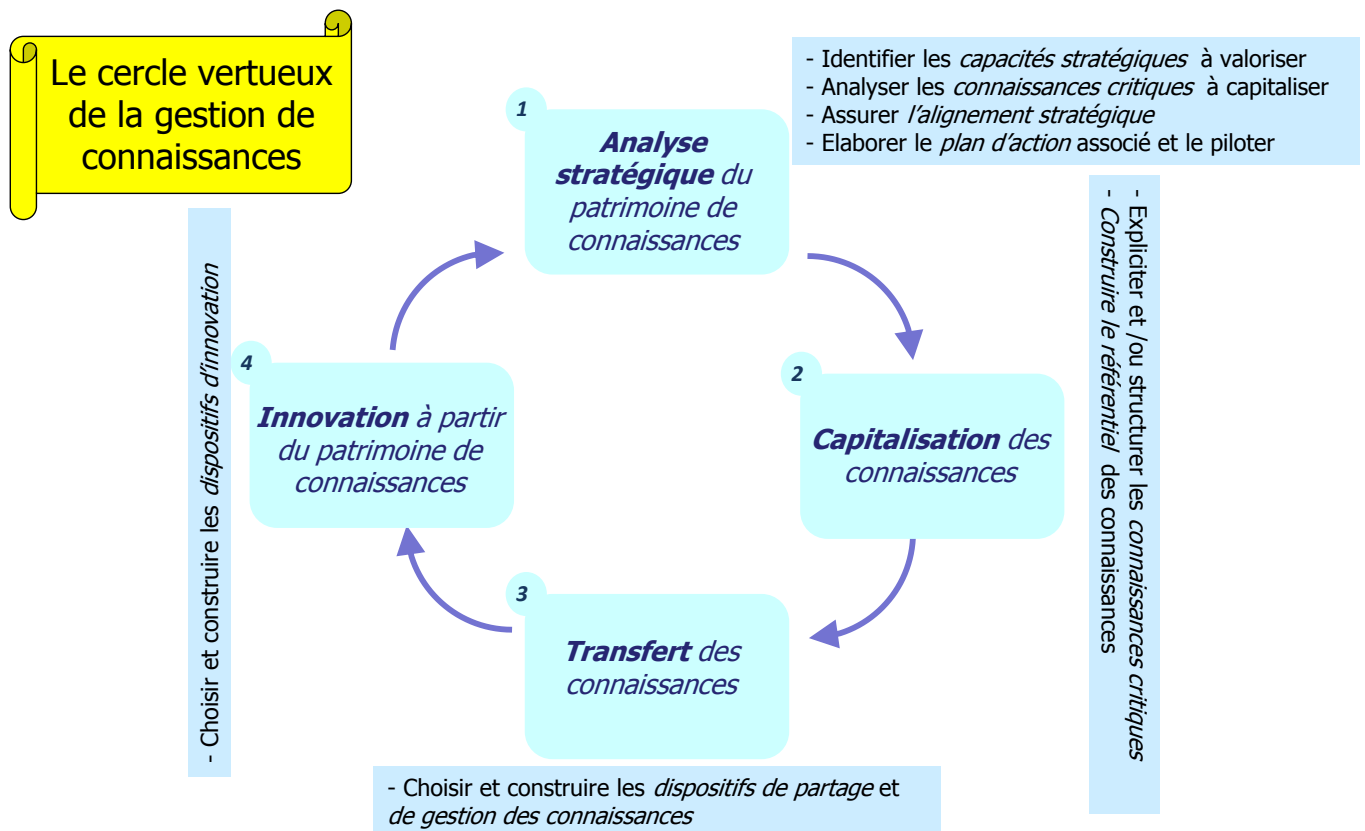 Le cercle vertueux
de la gestion de
connaissances
- Identifier les capacités stratégiques à valoriser
- Analyser les connaissances critiques à capitaliser
- Assurer l'alignement stratégique
- Elaborer le plan d'action associé et le piloter
1
Analyse
stratégique du
patrimoine de
connaissances
- Expliciter et /ou structurer les connaissances critiques
- Construire le référentiel des connaissances
2
Capitalisation des
connaissances
3
Transfert des
connaissances
- Choisir et construire les dispositifs de partage et
de gestion des connaissances
4
Innovation à partir
du patrimoine de
connaissances
- Choisir et construire les dispositifs d'innovation